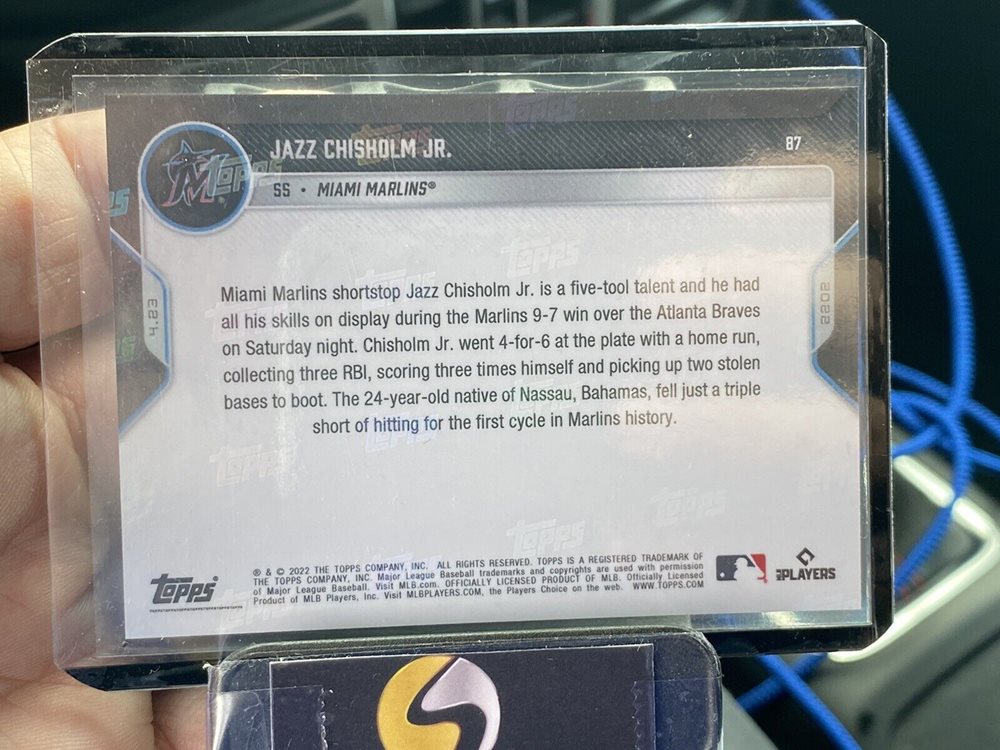 JAZZ CHISHOLM JR.
87
SS • MIAMI MARLINS®
4.23
2022
Miami Marlins shortstop Jazz Chisholm Jr. is a five-tool talent and he had
all his skills on display during the Marlins 9-7 win over the Atlanta Braves
on Saturday night. Chisholm Jr. went 4-for-6 at the plate with a home run,
collecting three RBI, scoring three times himself and picking up two stolen
bases to boot. The 24-year-old native of Nassau, Bahamas, fell just a triple
short of hitting for the first cycle in Marlins history.
Topps
® & © 2022 THE TOPPS COMPANY, INC. ALL RIGHTS RESERVED. TOPPS IS A REGISTERED TRADEMARK OF
THE TOPPS COMPANY, INC. Major League Baseball trademarks and copyrights are used with permission
of Major League Baseball. Visit MLB.com. OFFICIALLY LICENSED PRODUCT OF MLB. Officially Licensed
Product of MLB Players, Inc. Visit MLBPLAYERS.COM, the Players Choice on the web. WWW.TOPPS.COM
MLB PLAYERS